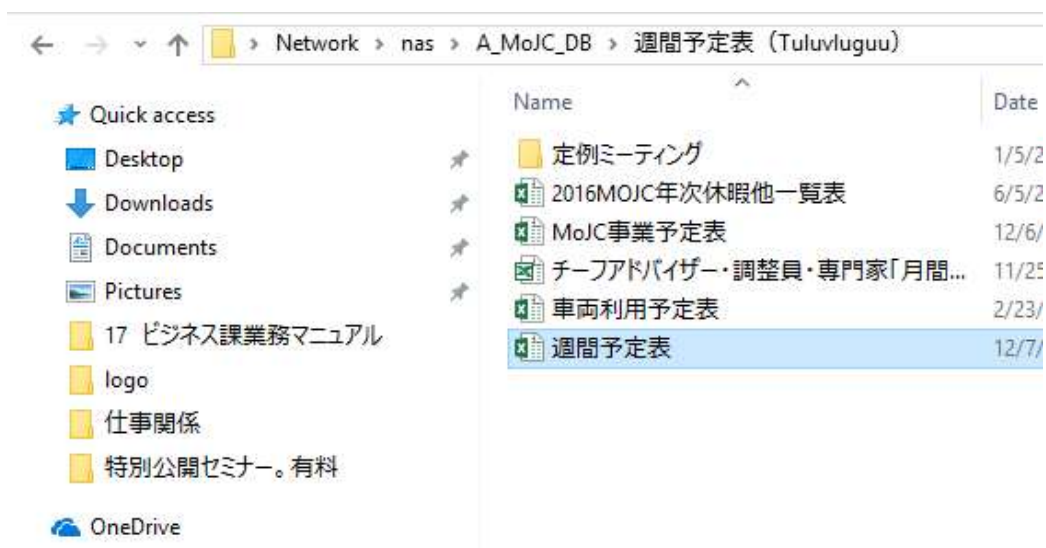 Network > nas > A_MoJC_DB > 週間予定表（Tuluvluguu）
Quick access
Desktop
Downloads
Documents
Pictures
17 ビジネス課業務マニュアル
logo
仕事関係
特別公開セミナー。有料
OneDrive
Name Date
定例ミーティング 1/5/2
2016MOJC年次休暇他一覧表 6/5/2
MoJC事業予定表 12/6/
チーフアドバイザー・調整員・専門家「月間... 11/25
車両利用予定表 2/23/
週間予定表 12/7/